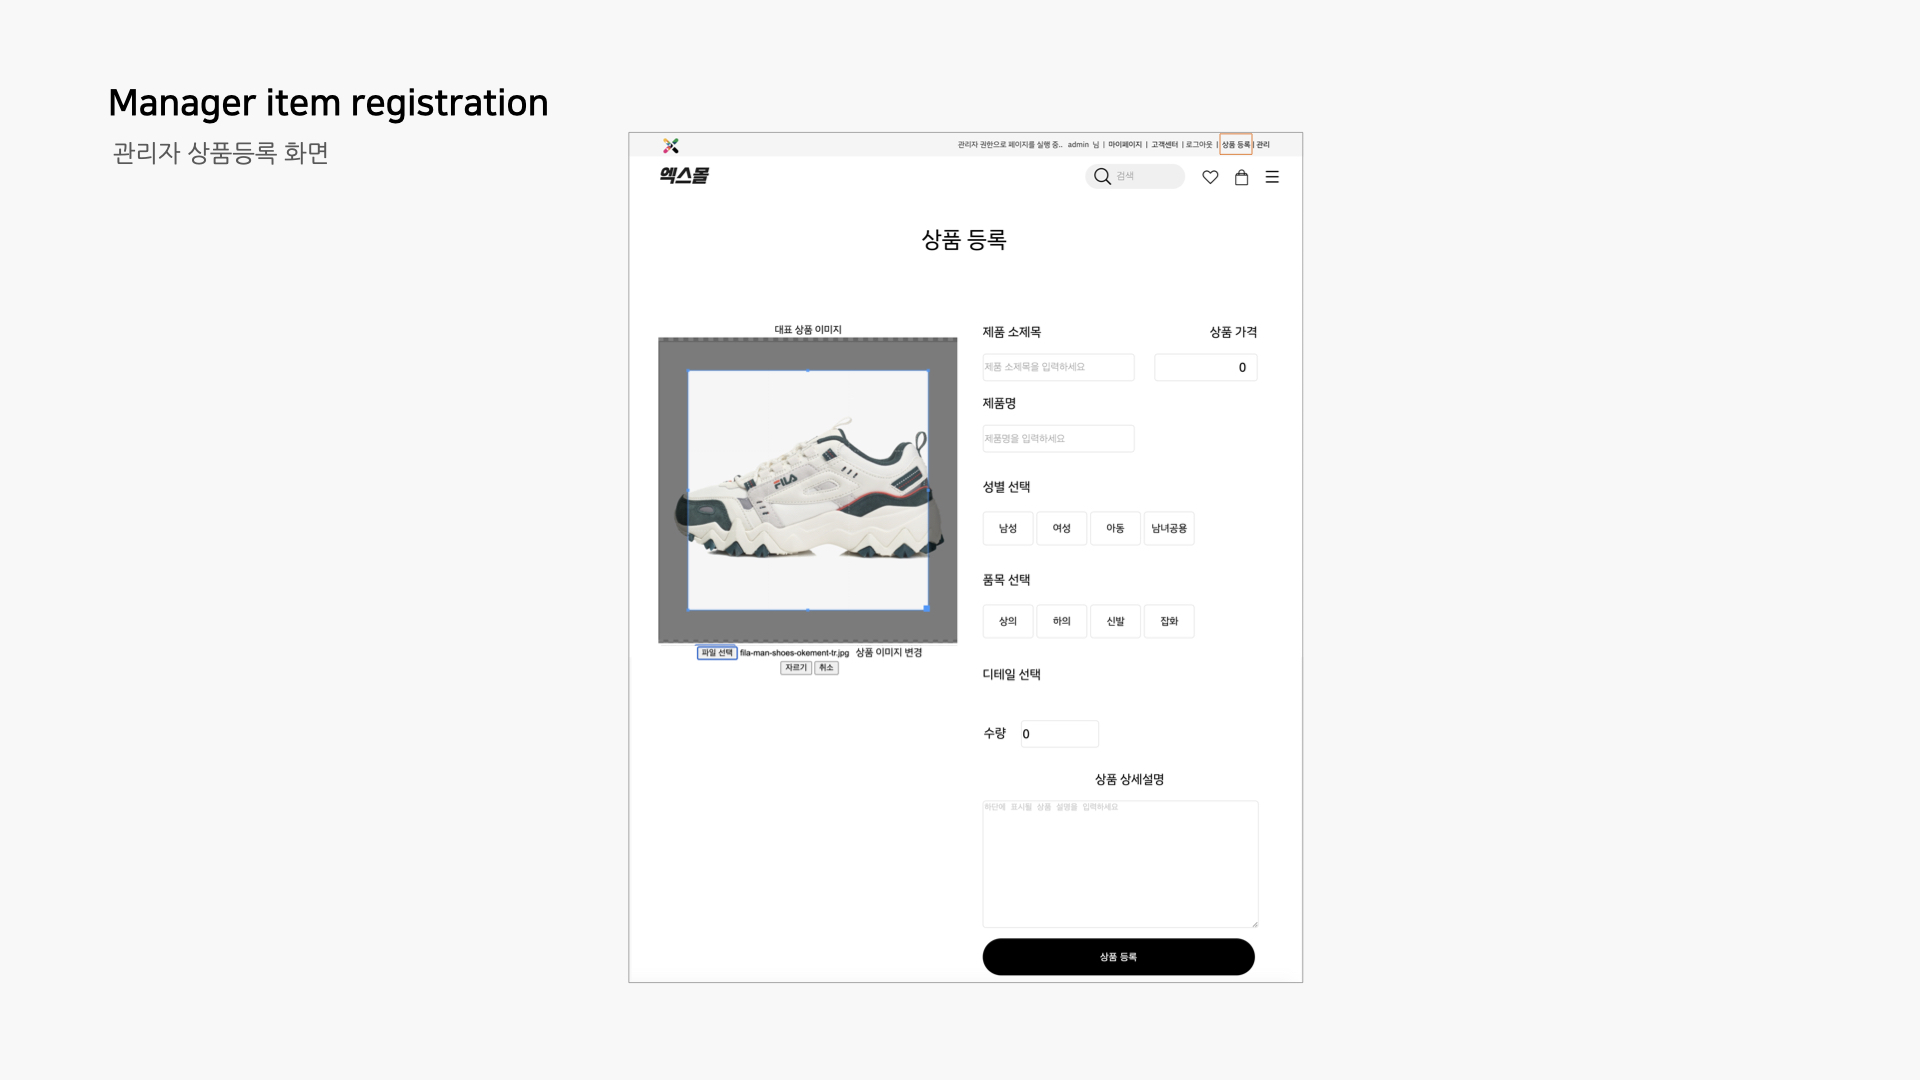 Manager item registration
관리자 상품등록 화면
관리자 권한으로 페이지를 실행 중.. admin 님 | 마이페이지 | 고객센터 | 로그아웃 | 상품 등록 | 관리
엑스몰
검색
상품 등록
대표 상품 이미지
FILA
파일 선택 fila-man-shoes-okement-tr.jpg 상품 이미지 변경
자르기 취소
제품 소제목 상품 가격
제품 소제목을 입력하세요 0
제품명
제품명을 입력하세요
성별 선택
남성 여성 아동 남녀공용
품목 선택
상의 하의 신발 잡화
디테일 선택
수량 0
상품 상세설명
하단에 표시될 상품 설명을 입력하세요
상품 등록